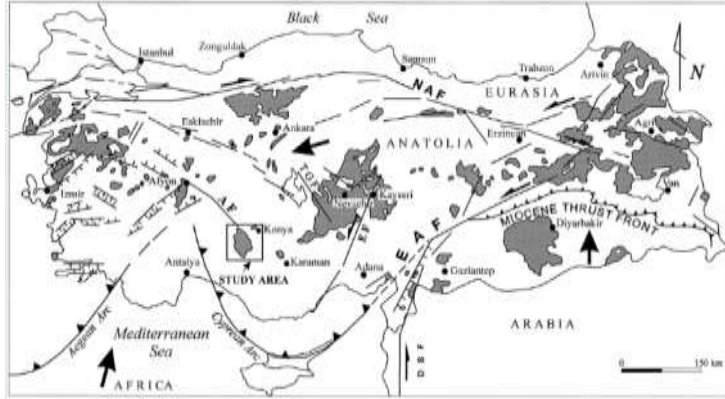 Black Sea
Istanbul
Zonguldak
Samsun
Trabzon
Artvin
N
NAF
EURASIA
Eskisehir
Ankara
Erzincan
Agri
ANATOLIA
Izmir
Afyon
AF
TGF
Kayseri
Van
MIOCENE THRUST FRONT
Diyarbakir
Konya
EF
EAF
STUDY AREA
Karaman
Antalya
Adana
Gaziantep
Aegean Arc
Mediterranean
Sea
Cyprean Arc
ARABIA
DSF
AFRICA
0 150 km